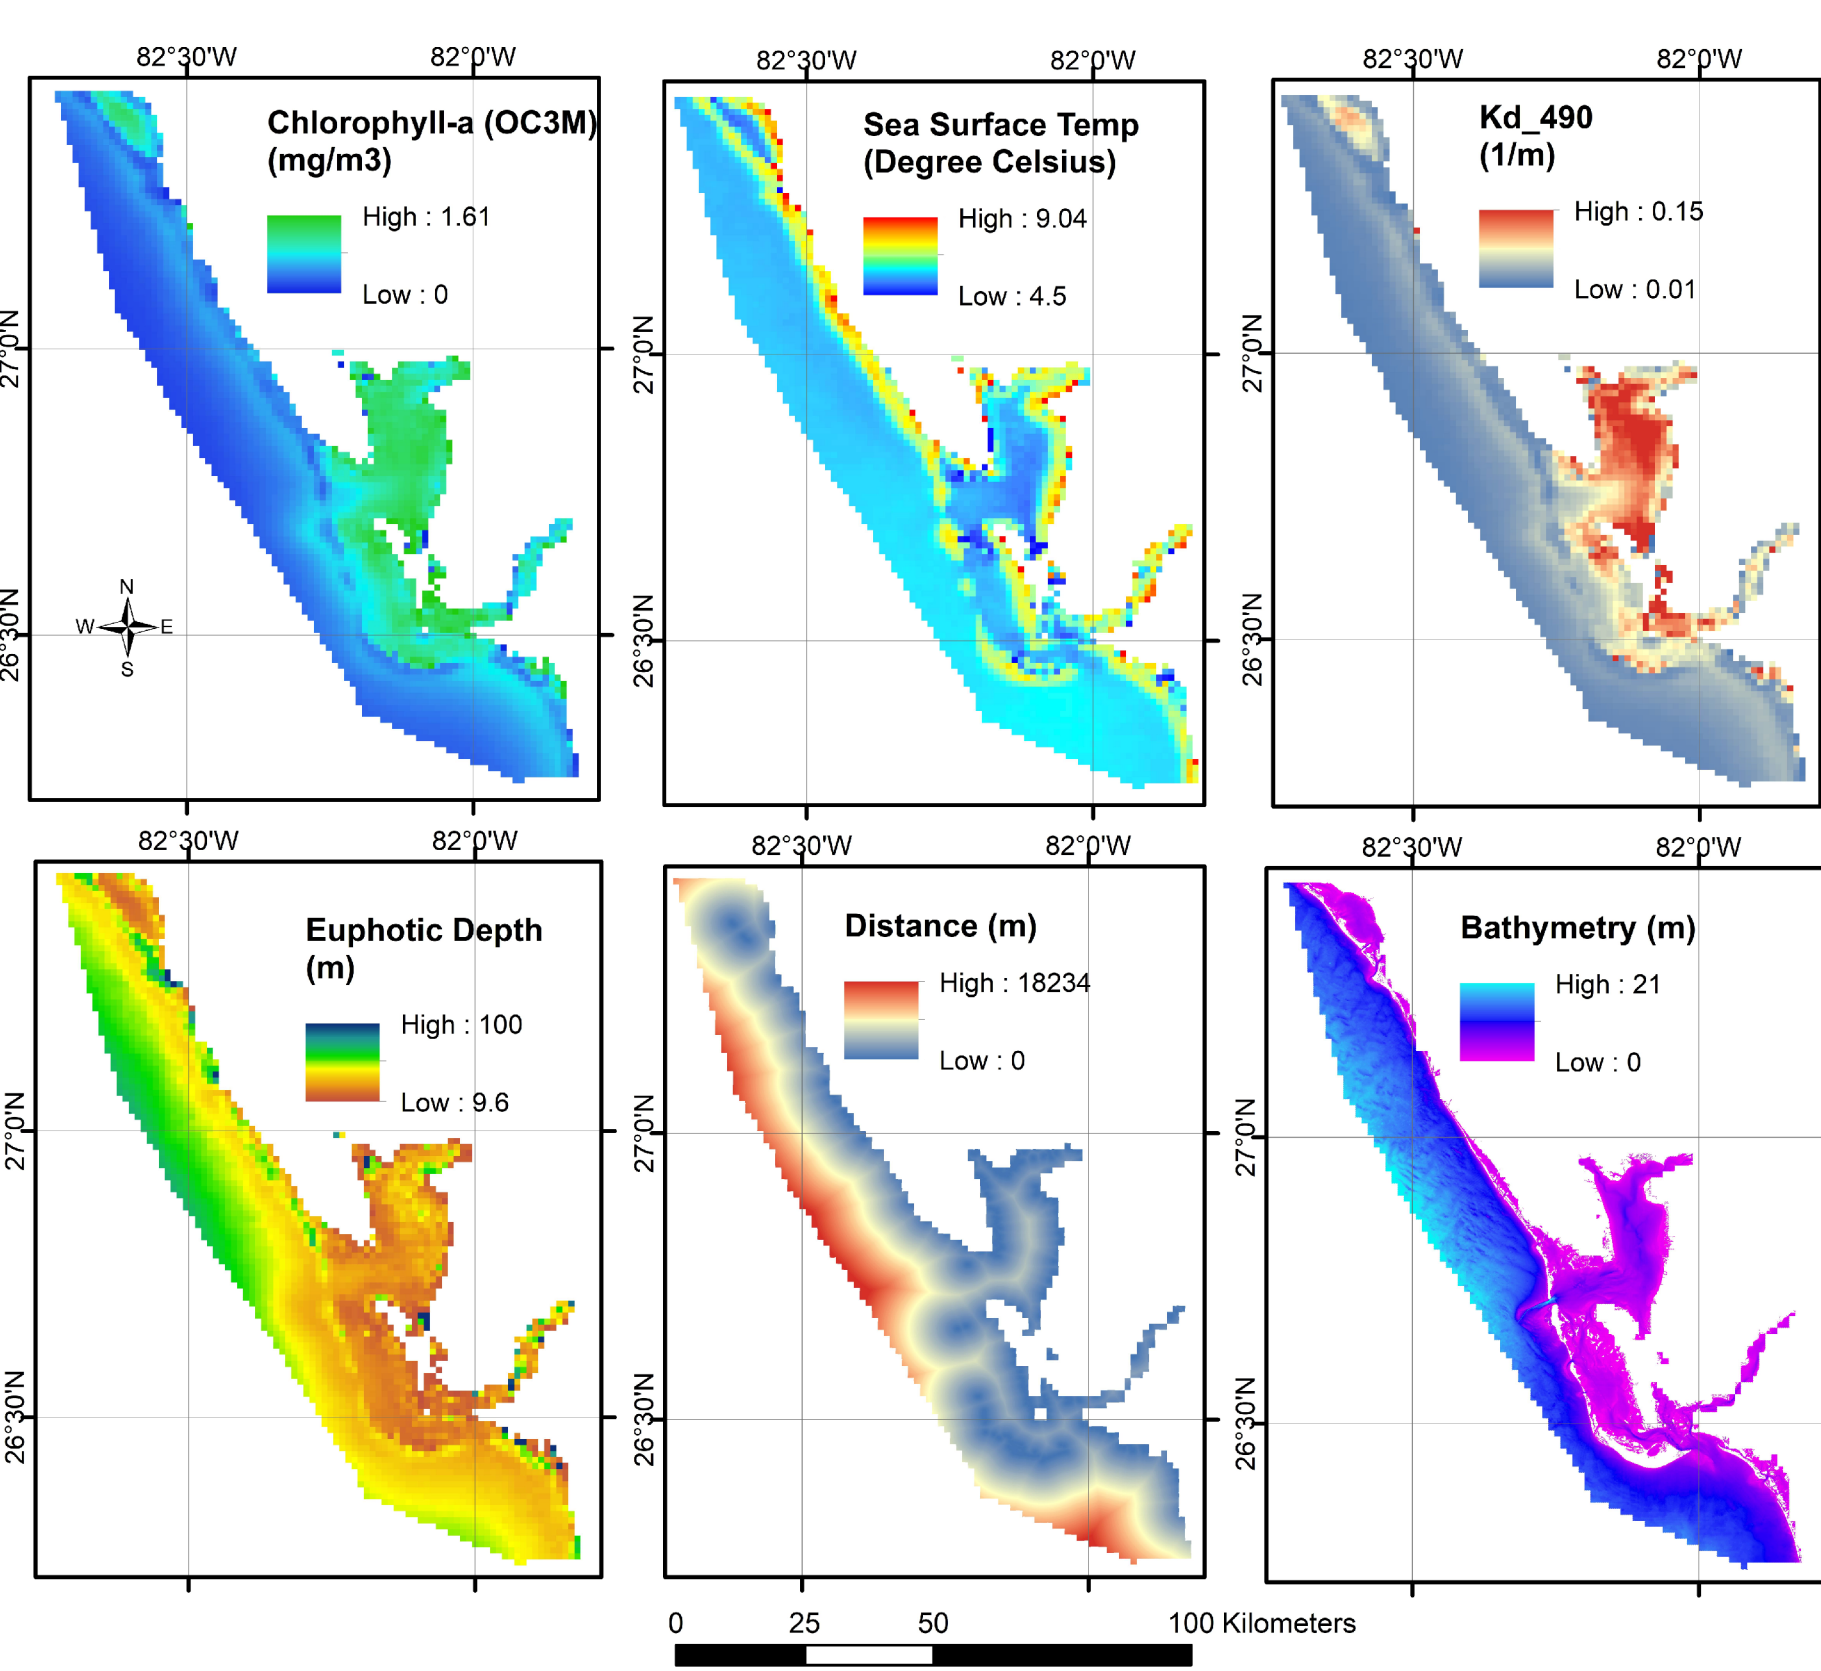 82°30'W 82°0'W
82°30'W 82°0'W
82°30'W 82°0'W
Chlorophyll-a (OC3M)
(mg/m3)
High : 1.61
Low : 0
27°0'N
26°30'N
N
W E
S
Sea Surface Temp
(Degree Celsius)
High : 9.04
Low : 4.5
27°0'N
26°30'N
Kd_490
(1/m)
High : 0.15
Low : 0.01
27°0'N
26°30'N
82°30'W 82°0'W
82°30'W 82°0'W
82°30'W 82°0'W
Euphotic Depth
(m)
High : 100
Low : 9.6
27°0'N
26°30'N
Distance (m)
High : 18234
Low : 0
27°0'N
26°30'N
Bathymetry (m)
High : 21
Low : 0
27°0'N
26°30'N
0 25 50 100 Kilometers